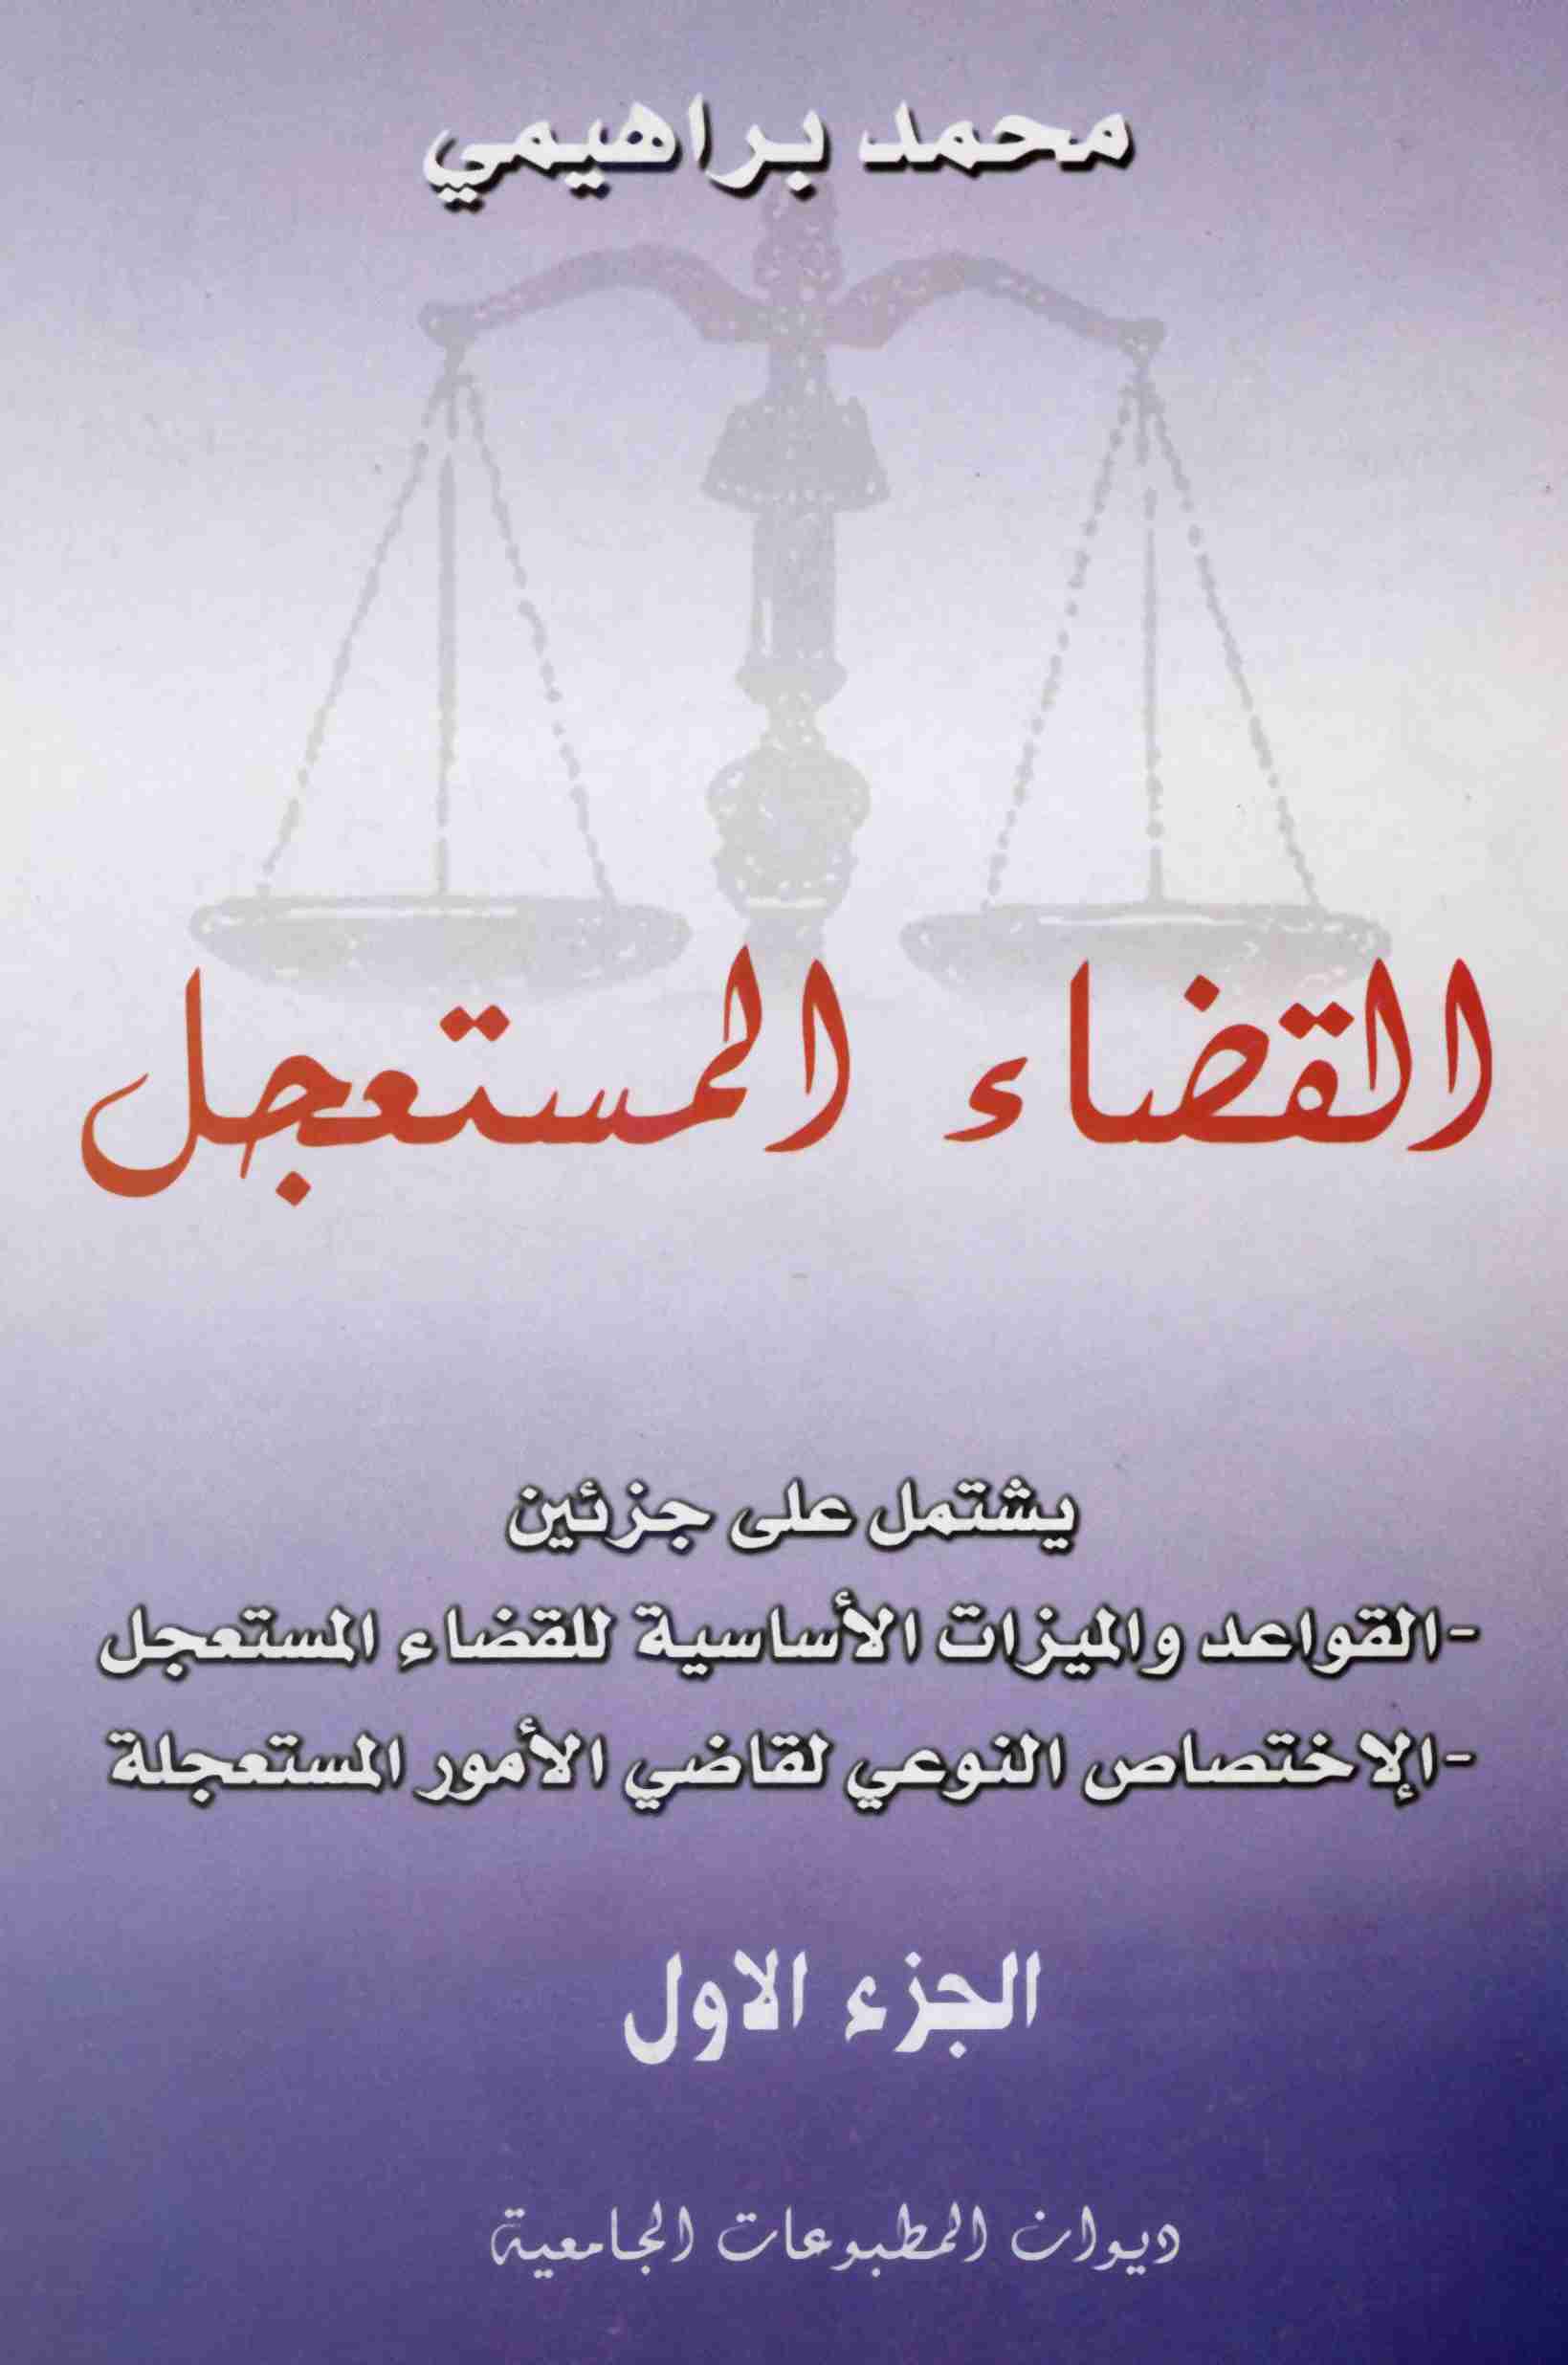 محمد براهيمي
القضاء المستعجل
يشتمل على جزئين
-القواعد والميزات الأساسية للقضاء المستعجل
-الإختصاص النوعي لقاضي الأمور المستعجلة
الجزء الاول
ديوان المطبوعات الجامعية